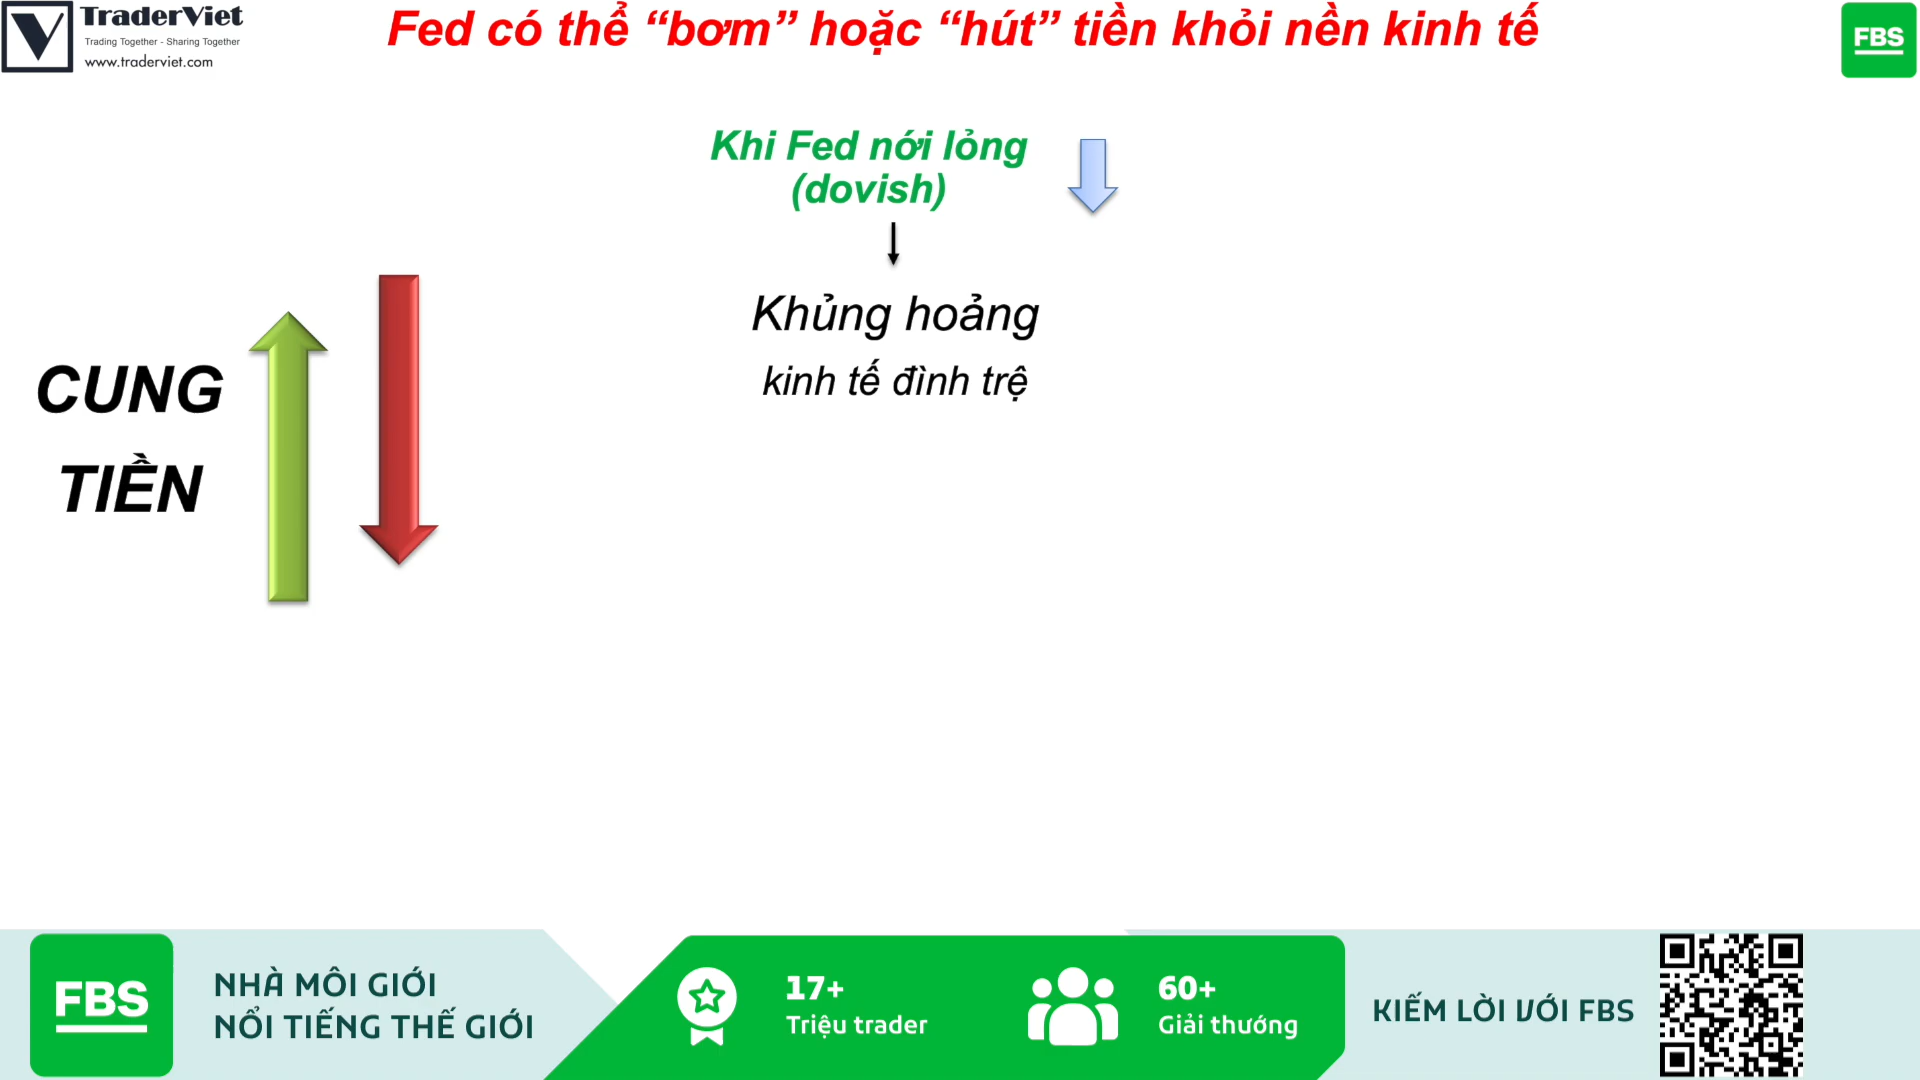 TraderViet
Trading Together - Sharing Together
www.traderviet.com
Fed có thể “bơm” hoặc “hút” tiền khỏi nền kinh tế
FBS
Khi Fed nới lỏng
(dovish)
Khủng hoảng
kinh tế đình trệ
CUNG
TIỀN
FBS
NHÀ MÔI GIỚI
NỔI TIẾNG THẾ GIỚI
17+
Triệu trader
60+
Giải thưởng
KIẾM LỜI VỚI FBS